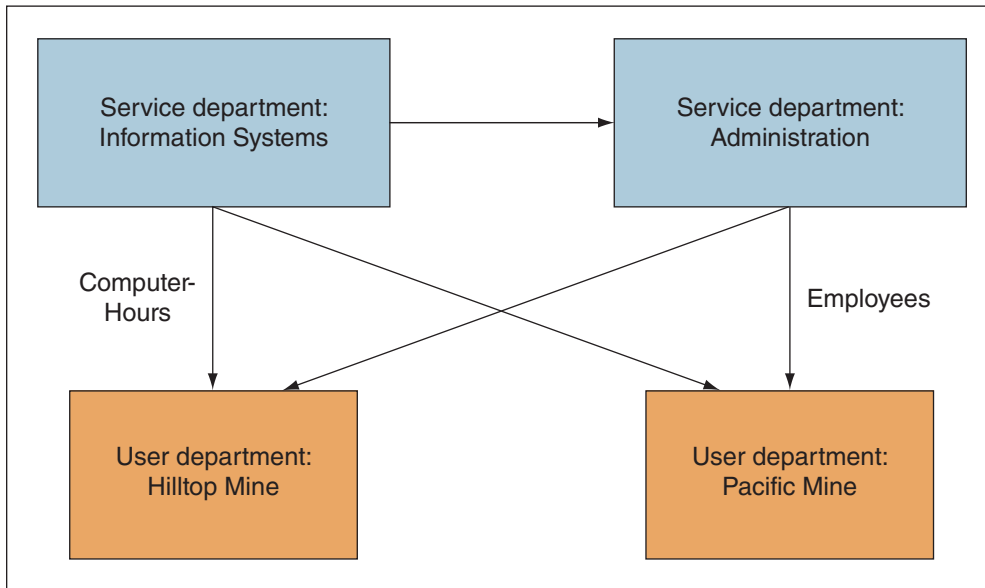 Service department:
Information Systems
Service department:
Administration
Computer-
Hours
Employees
User department:
Hilltop Mine
User department:
Pacific Mine